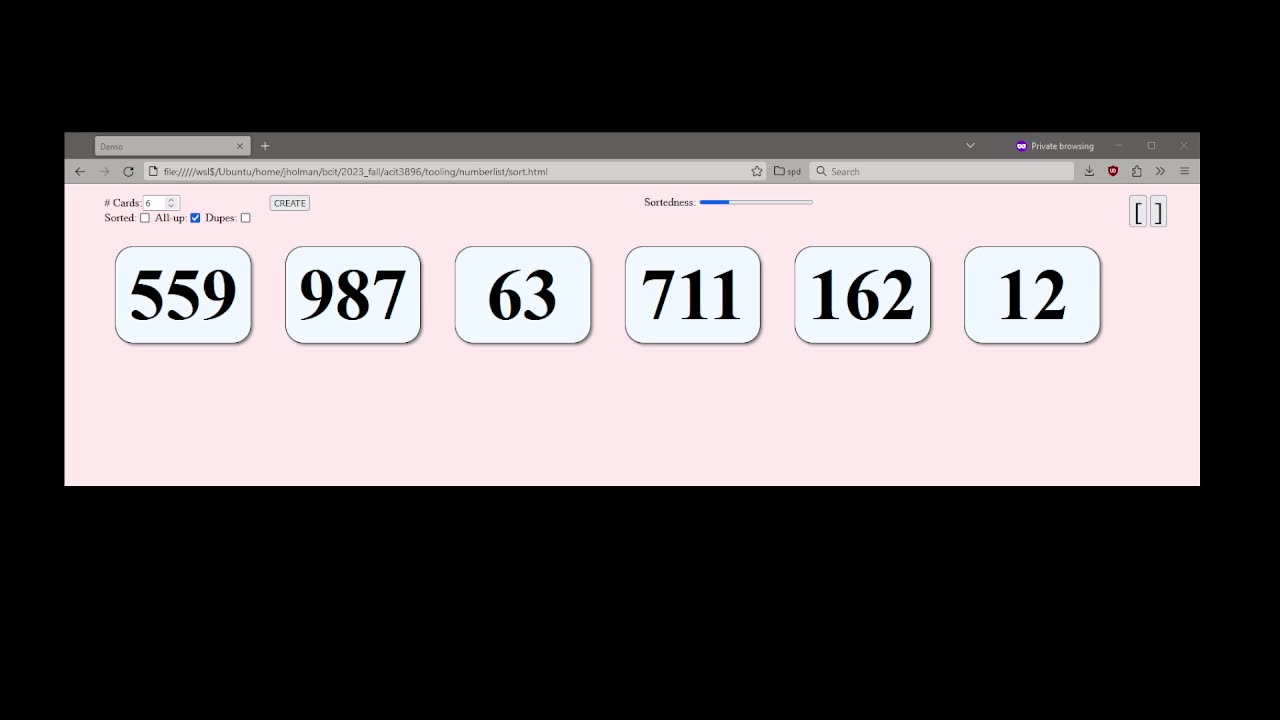 Demo
Private browsing
file://///wsl$/Ubuntu/home/jholman/bcit/2023_fall/acit3896/tooling/numberlist/sort.html
spd
Search
# Cards: 6
CREATE
Sortedness:
[ ]
Sorted: All-up: Dupes:
559 987 63 711 162 12